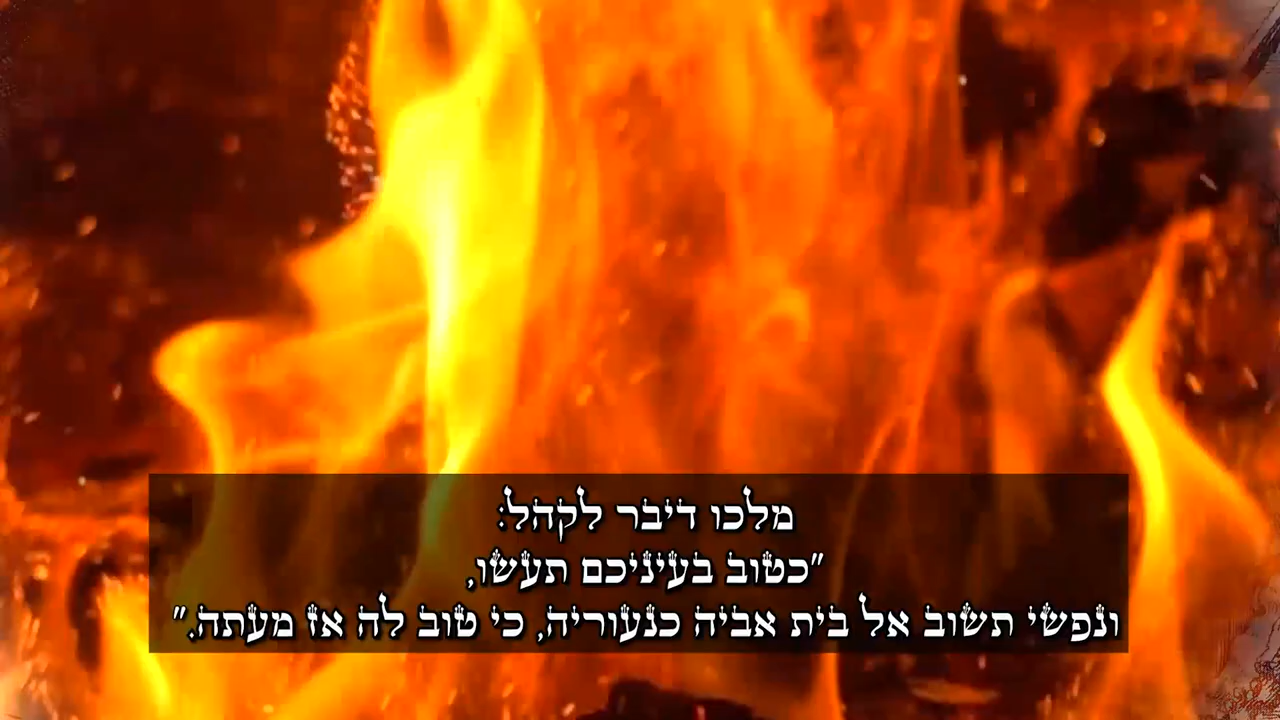 מלכו דיבר לקהל:
"כטוב בעיניכם תעשו,
ונפשי תשוב אל בית אביה כנעוריה, כי טוב לה אז מעתה."